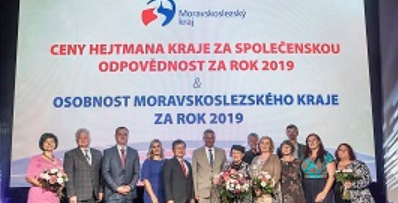 Moravskoslezský
kraj
CENY HEJTMANA KRAJE ZA SPOLEČENSKOU
ODPOVĚDNOST ZA ROK 2019
&
OSOBNOST MORAVSKOSLEZSKÉHO KRAJE
ZA ROK 2019